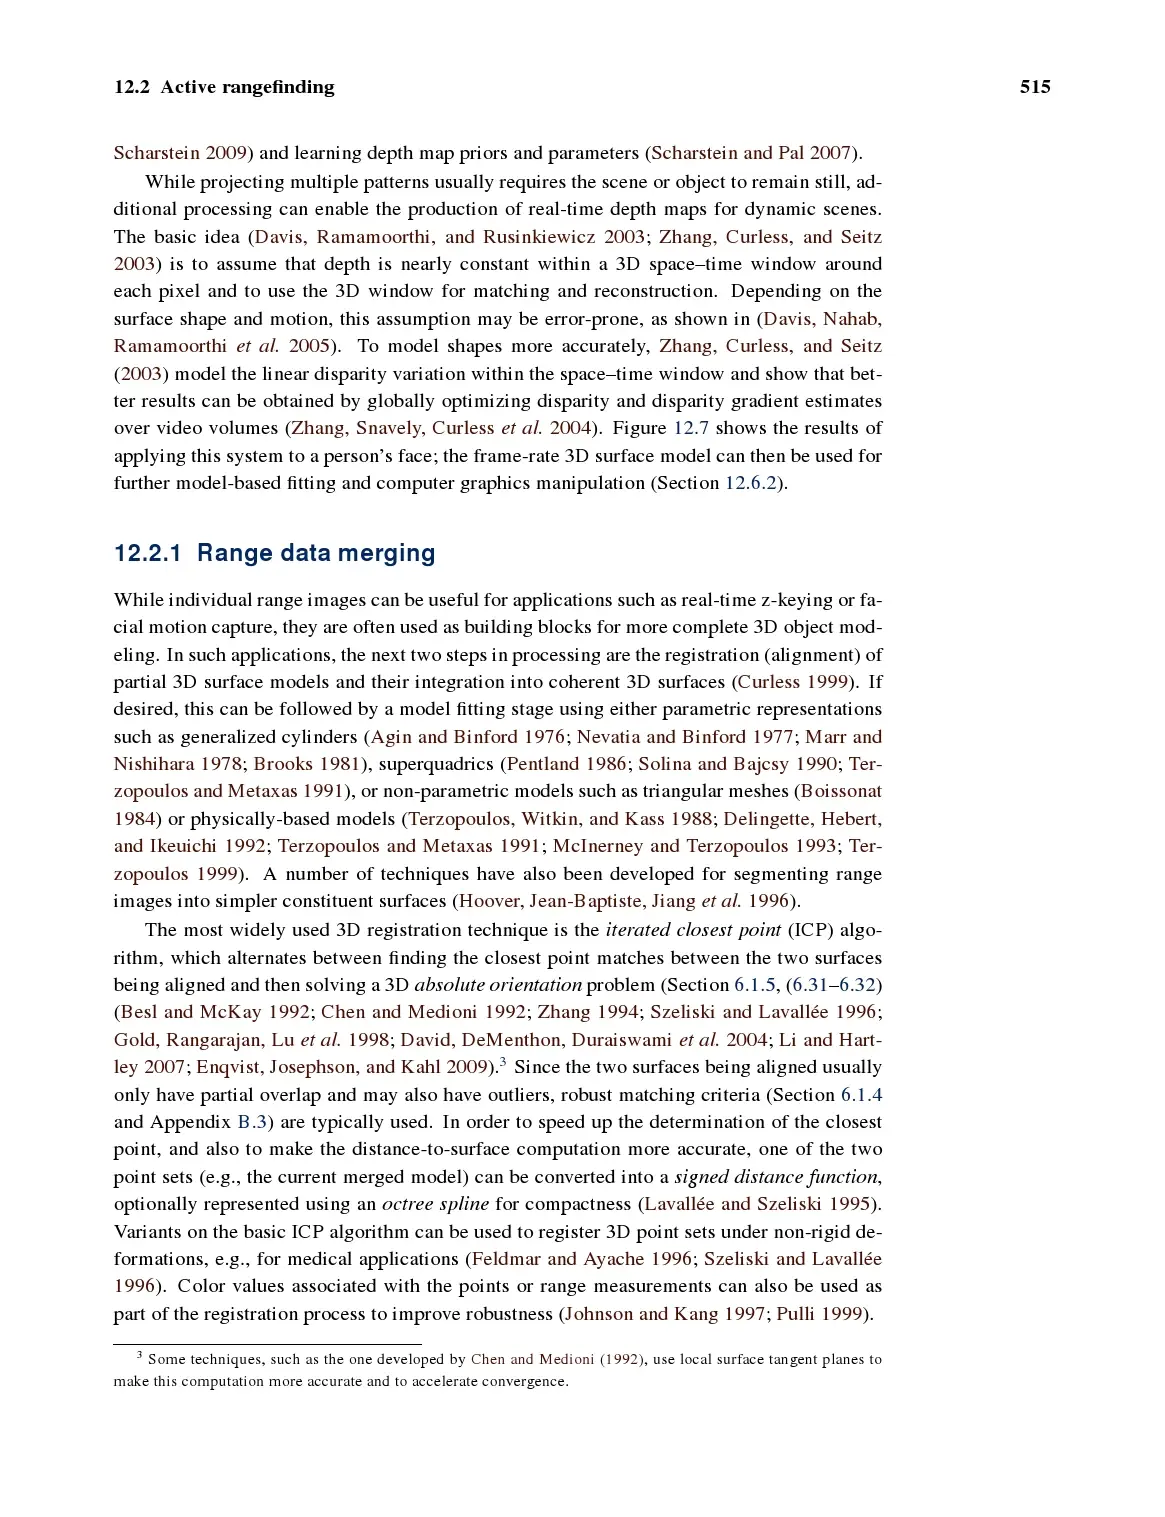 12.2 Active rangefinding 515
Scharstein 2009) and learning depth map priors and parameters (Scharstein and Pal 2007).
While projecting multiple patterns usually requires the scene or object to remain still, ad-
ditional processing can enable the production of real-time depth maps for dynamic scenes.
The basic idea (Davis, Ramamoorthi, and Rusinkiewicz 2003; Zhang, Curless, and Seitz
2003) is to assume that depth is nearly constant within a 3D space–time window around
each pixel and to use the 3D window for matching and reconstruction. Depending on the
surface shape and motion, this assumption may be error-prone, as shown in (Davis, Nahab,
Ramamoorthi et al. 2005). To model shapes more accurately, Zhang, Curless, and Seitz
(2003) model the linear disparity variation within the space–time window and show that bet-
ter results can be obtained by globally optimizing disparity and disparity gradient estimates
over video volumes (Zhang, Snavely, Curless et al. 2004). Figure 12.7 shows the results of
applying this system to a person's face; the frame-rate 3D surface model can then be used for
further model-based fitting and computer graphics manipulation (Section 12.6.2).
12.2.1 Range data merging
While individual range images can be useful for applications such as real-time z-keying or fa-
cial motion capture, they are often used as building blocks for more complete 3D object mod-
eling. In such applications, the next two steps in processing are the registration (alignment) of
partial 3D surface models and their integration into coherent 3D surfaces (Curless 1999). If
desired, this can be followed by a model fitting stage using either parametric representations
such as generalized cylinders (Agin and Binford 1976; Nevatia and Binford 1977; Marr and
Nishihara 1978; Brooks 1981), superquadrics (Pentland 1986; Solina and Bajcsy 1990; Ter-
zopoulos and Metaxas 1991), or non-parametric models such as triangular meshes (Boissonat
1984) or physically-based models (Terzopoulos, Witkin, and Kass 1988; Delingette, Hebert,
and Ikeuichi 1992; Terzopoulos and Metaxas 1991; McInerney and Terzopoulos 1993; Ter-
zopoulos 1999). A number of techniques have also been developed for segmenting range
images into simpler constituent surfaces (Hoover, Jean-Baptiste, Jiang et al. 1996).
The most widely used 3D registration technique is the iterated closest point (ICP) algo-
rithm, which alternates between finding the closest point matches between the two surfaces
being aligned and then solving a 3D absolute orientation problem (Section 6.1.5, (6.31–6.32)
(Besl and McKay 1992; Chen and Medioni 1992; Zhang 1994; Szeliski and Lavallée 1996;
Gold, Rangarajan, Lu et al. 1998; David, DeMenthon, Duraiswami et al. 2004; Li and Hart-
ley 2007; Enqvist, Josephson, and Kahl 2009).3 Since the two surfaces being aligned usually
only have partial overlap and may also have outliers, robust matching criteria (Section 6.1.4
and Appendix B.3) are typically used. In order to speed up the determination of the closest
point, and also to make the distance-to-surface computation more accurate, one of the two
point sets (e.g., the current merged model) can be converted into a signed distance function,
optionally represented using an octree spline for compactness (Lavallée and Szeliski 1995).
Variants on the basic ICP algorithm can be used to register 3D point sets under non-rigid de-
formations, e.g., for medical applications (Feldmar and Ayache 1996; Szeliski and Lavallée
1996). Color values associated with the points or range measurements can also be used as
part of the registration process to improve robustness (Johnson and Kang 1997; Pulli 1999).
3 Some techniques, such as the one developed by Chen and Medioni (1992), use local surface tangent planes to
make this computation more accurate and to accelerate convergence.